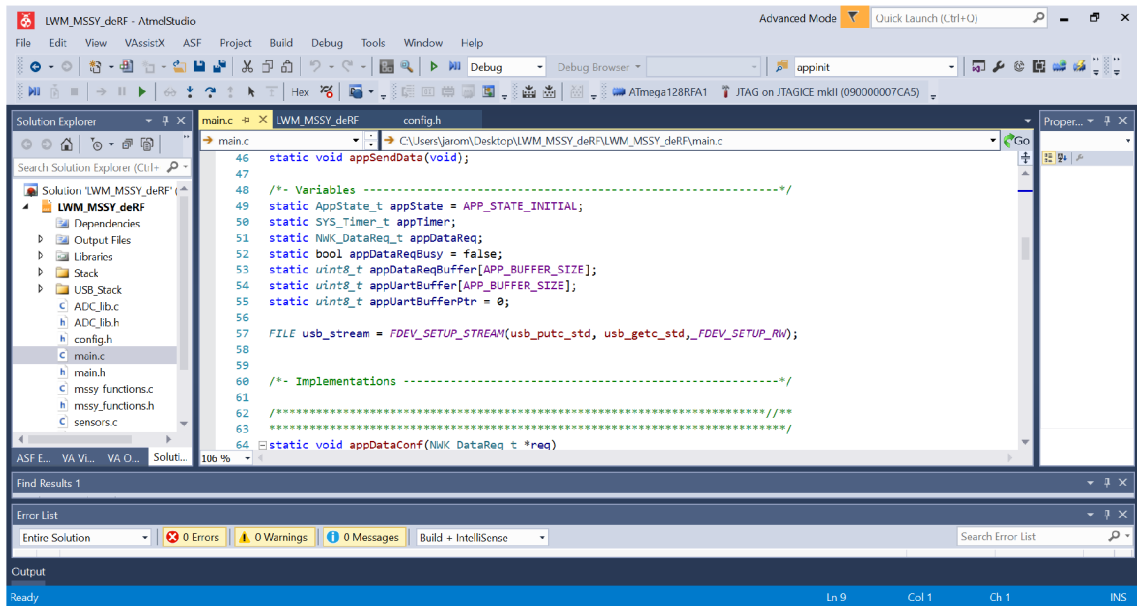 LWM_MSSY_deRF - AtmelStudio
Advanced Mode
Quick Launch (Ctrl+Q)
File Edit View VAssistX ASF Project Build Debug Tools Window Help
Debug
Debug Browser
appinit
Hex
ATmega128RFA1
JTAG on JTAGICE mkII (090000007CA5)
Solution Explorer
Search Solution Explorer (Ctrl+
Solution 'LWM_MSSY_deRF' (
LWM_MSSY_deRF
Dependencies
Output Files
Libraries
Stack
USB_Stack
ADC_lib.c
ADC_lib.h
config.h
main.c
main.h
mssy_functions.c
mssy_functions.h
sensors.c
ASF E... VA Vi... VA O... Soluti...
main.c LWM_MSSY_deRF config.h
main.c
C:\Users\jarom\Desktop\LWM_MSSY_deRF\LWM_MSSY_deRF\main.c
Go
46 static void appSendData(void);
47
48 /*- Variables --------------------------------------------------------------*/
49 static AppState_t appState = APP_STATE_INITIAL;
50 static SYS_Timer_t appTimer;
51 static NWK_DataReq_t appDataReq;
52 static bool appDataReqBusy = false;
53 static uint8_t appDataReqBuffer[APP_BUFFER_SIZE];
54 static uint8_t appUartBuffer[APP_BUFFER_SIZE];
55 static uint8_t appUartBufferPtr = 0;
56
57 FILE usb_stream = FDEV_SETUP_STREAM(usb_putc_std, usb_getc_std,_FDEV_SETUP_RW);
58
59
60 /*- Implementations --------------------------------------------------------*/
61
62 /*************************************************************************//**
63 *****************************************************************************/
64 static void appDataConf(NWK_DataReq_t *req)
106 %
Proper...
Find Results 1
Error List
Entire Solution
0 Errors
0 Warnings
0 Messages
Build + IntelliSense
Search Error List
Output
Ready
Ln 9
Col 1
Ch 1
INS